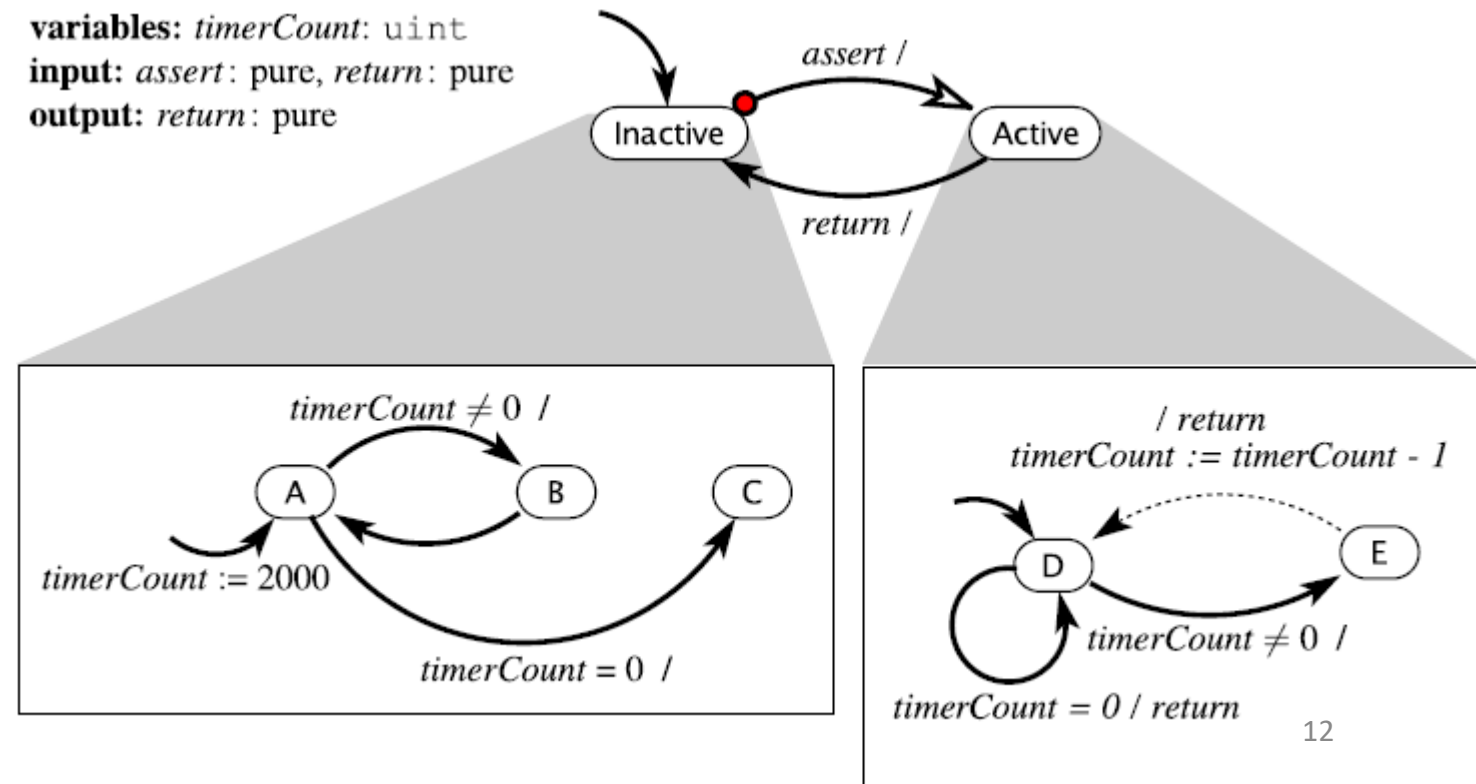 variables: timerCount: uint
input: assert: pure, return: pure
output: return: pure
assert /
Inactive
Active
return /
timerCount ≠ 0 /
A
B
C
timerCount := 2000
timerCount = 0 /
/ return
timerCount := timerCount - 1
D
E
timerCount ≠ 0 /
timerCount = 0 / return
12